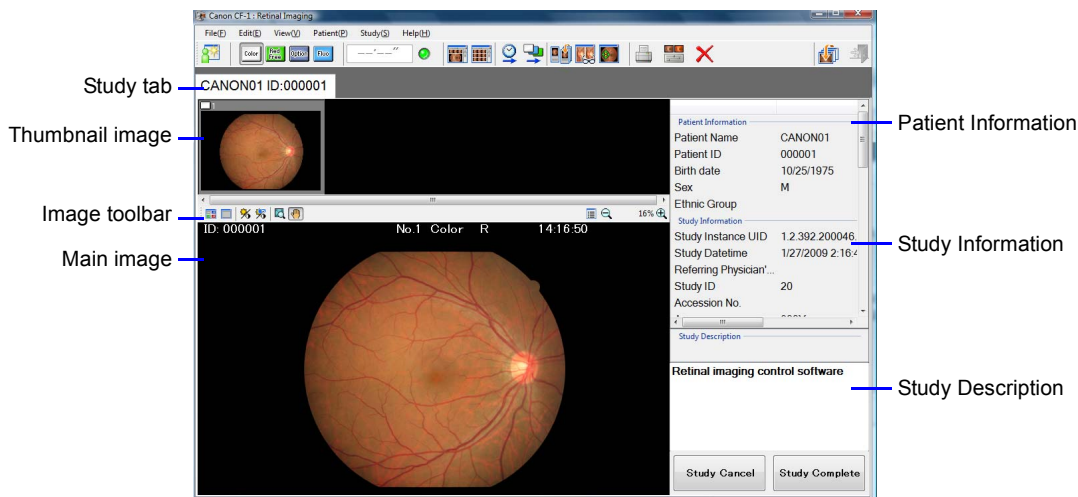 Canon CF-1 : Retinal Imaging
File(F) Edit(E) View(V) Patient(P) Study(S) Help(H)
Color Red Free Option Fluo --.--"
Study tab
CANON01 ID:000001
Thumbnail image
1
Patient Information
Patient Information
Patient Name CANON01
Patient ID 000001
Birth date 10/25/1975
Sex M
Ethnic Group
Image toolbar
16%
Study Information
Study Information
Study Instance UID 1.2.392.200046.
Study Datetime 1/27/2009 2:16:4
Referring Physician'...
Study ID 20
Accession No.
Main image
ID: 000001 No.1 Color R 14:16:50
Study Description
Retinal imaging control software
Study Description
Study Cancel Study Complete